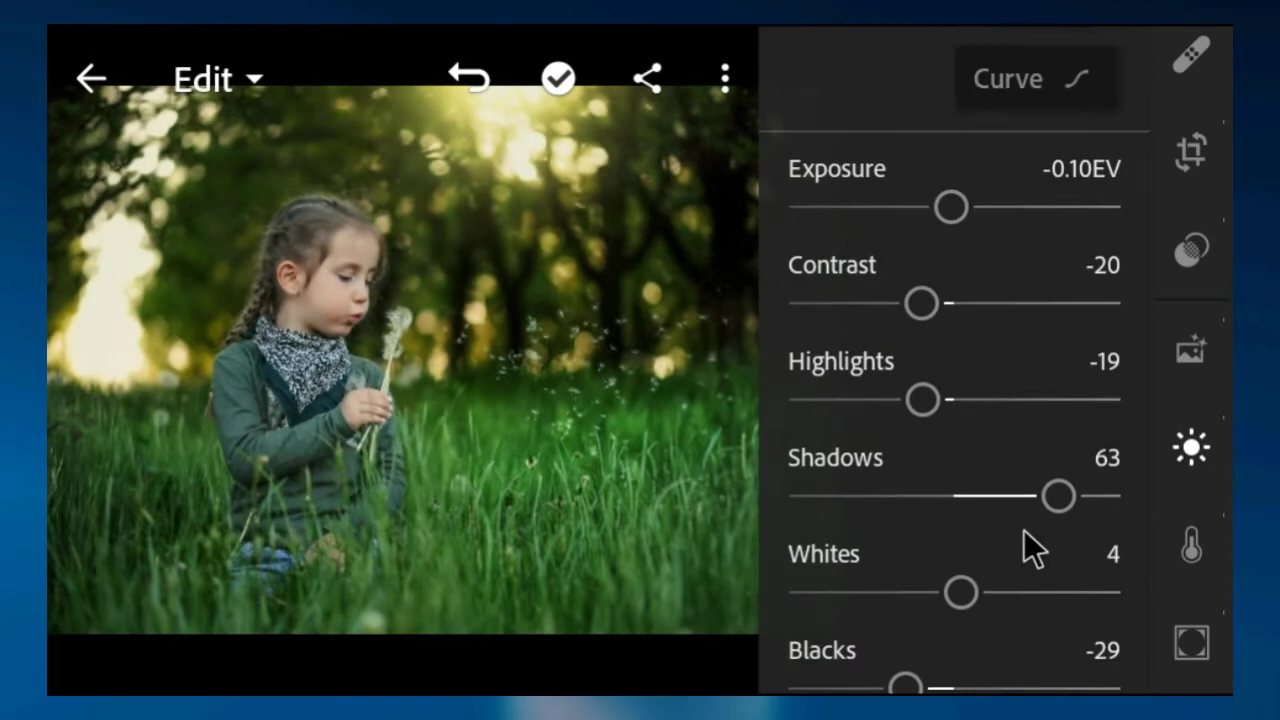 Edit
Curve
Exposure -0.10EV
Contrast -20
Highlights -19
Shadows 63
Whites 4
Blacks -29